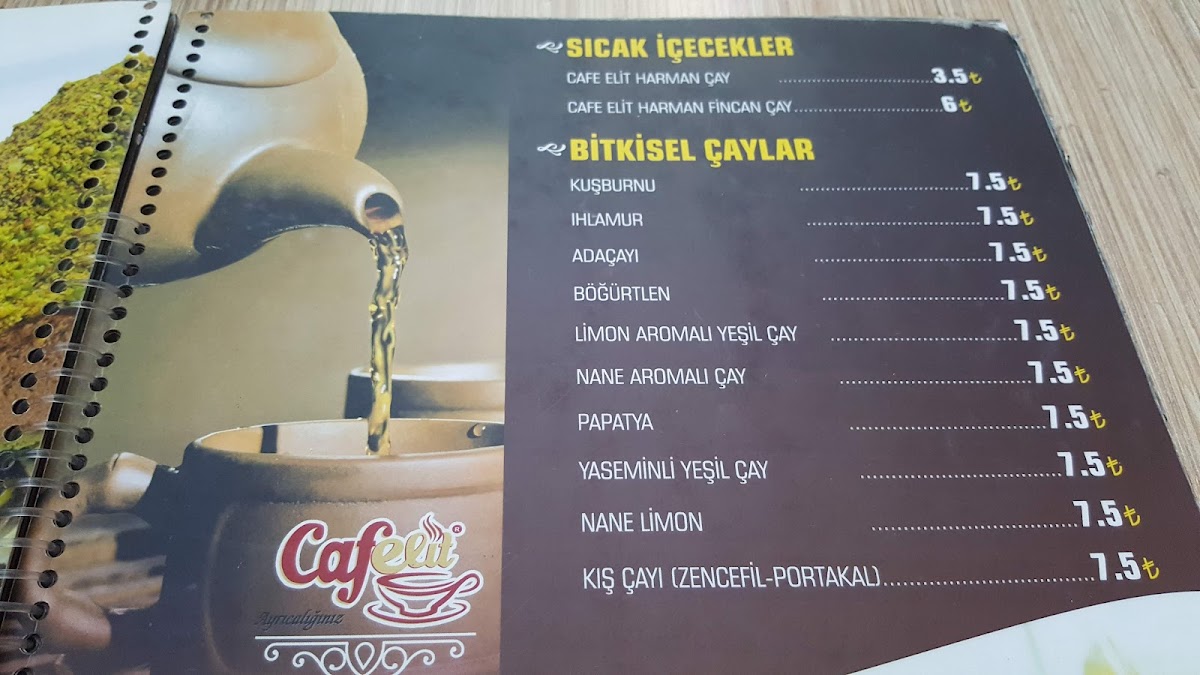 SICAK İÇECEKLER
CAFE ELİT HARMAN ÇAY ..................... 3.5₺
CAFE ELİT HARMAN FİNCAN ÇAY..................... 6₺
BİTKİSEL ÇAYLAR
KUŞBURNU ..................... 7.5₺
IHLAMUR ..................... 7.5₺
ADAÇAYI ..................... 7.5₺
BÖĞÜRTLEN ..................... 7.5₺
LİMON AROMALI YEŞİL ÇAY ..................... 7.5₺
NANE AROMALI ÇAY ..................... 7.5₺
PAPATYA ..................... 7.5₺
YASEMİNLİ YEŞİL ÇAY ..................... 7.5₺
NANE LİMON ..................... 7.5₺
KIŞ ÇAYI (ZENCEFİL-PORTAKAL)..................... 7.5₺
Cafelit®
Ayrıcalığınız